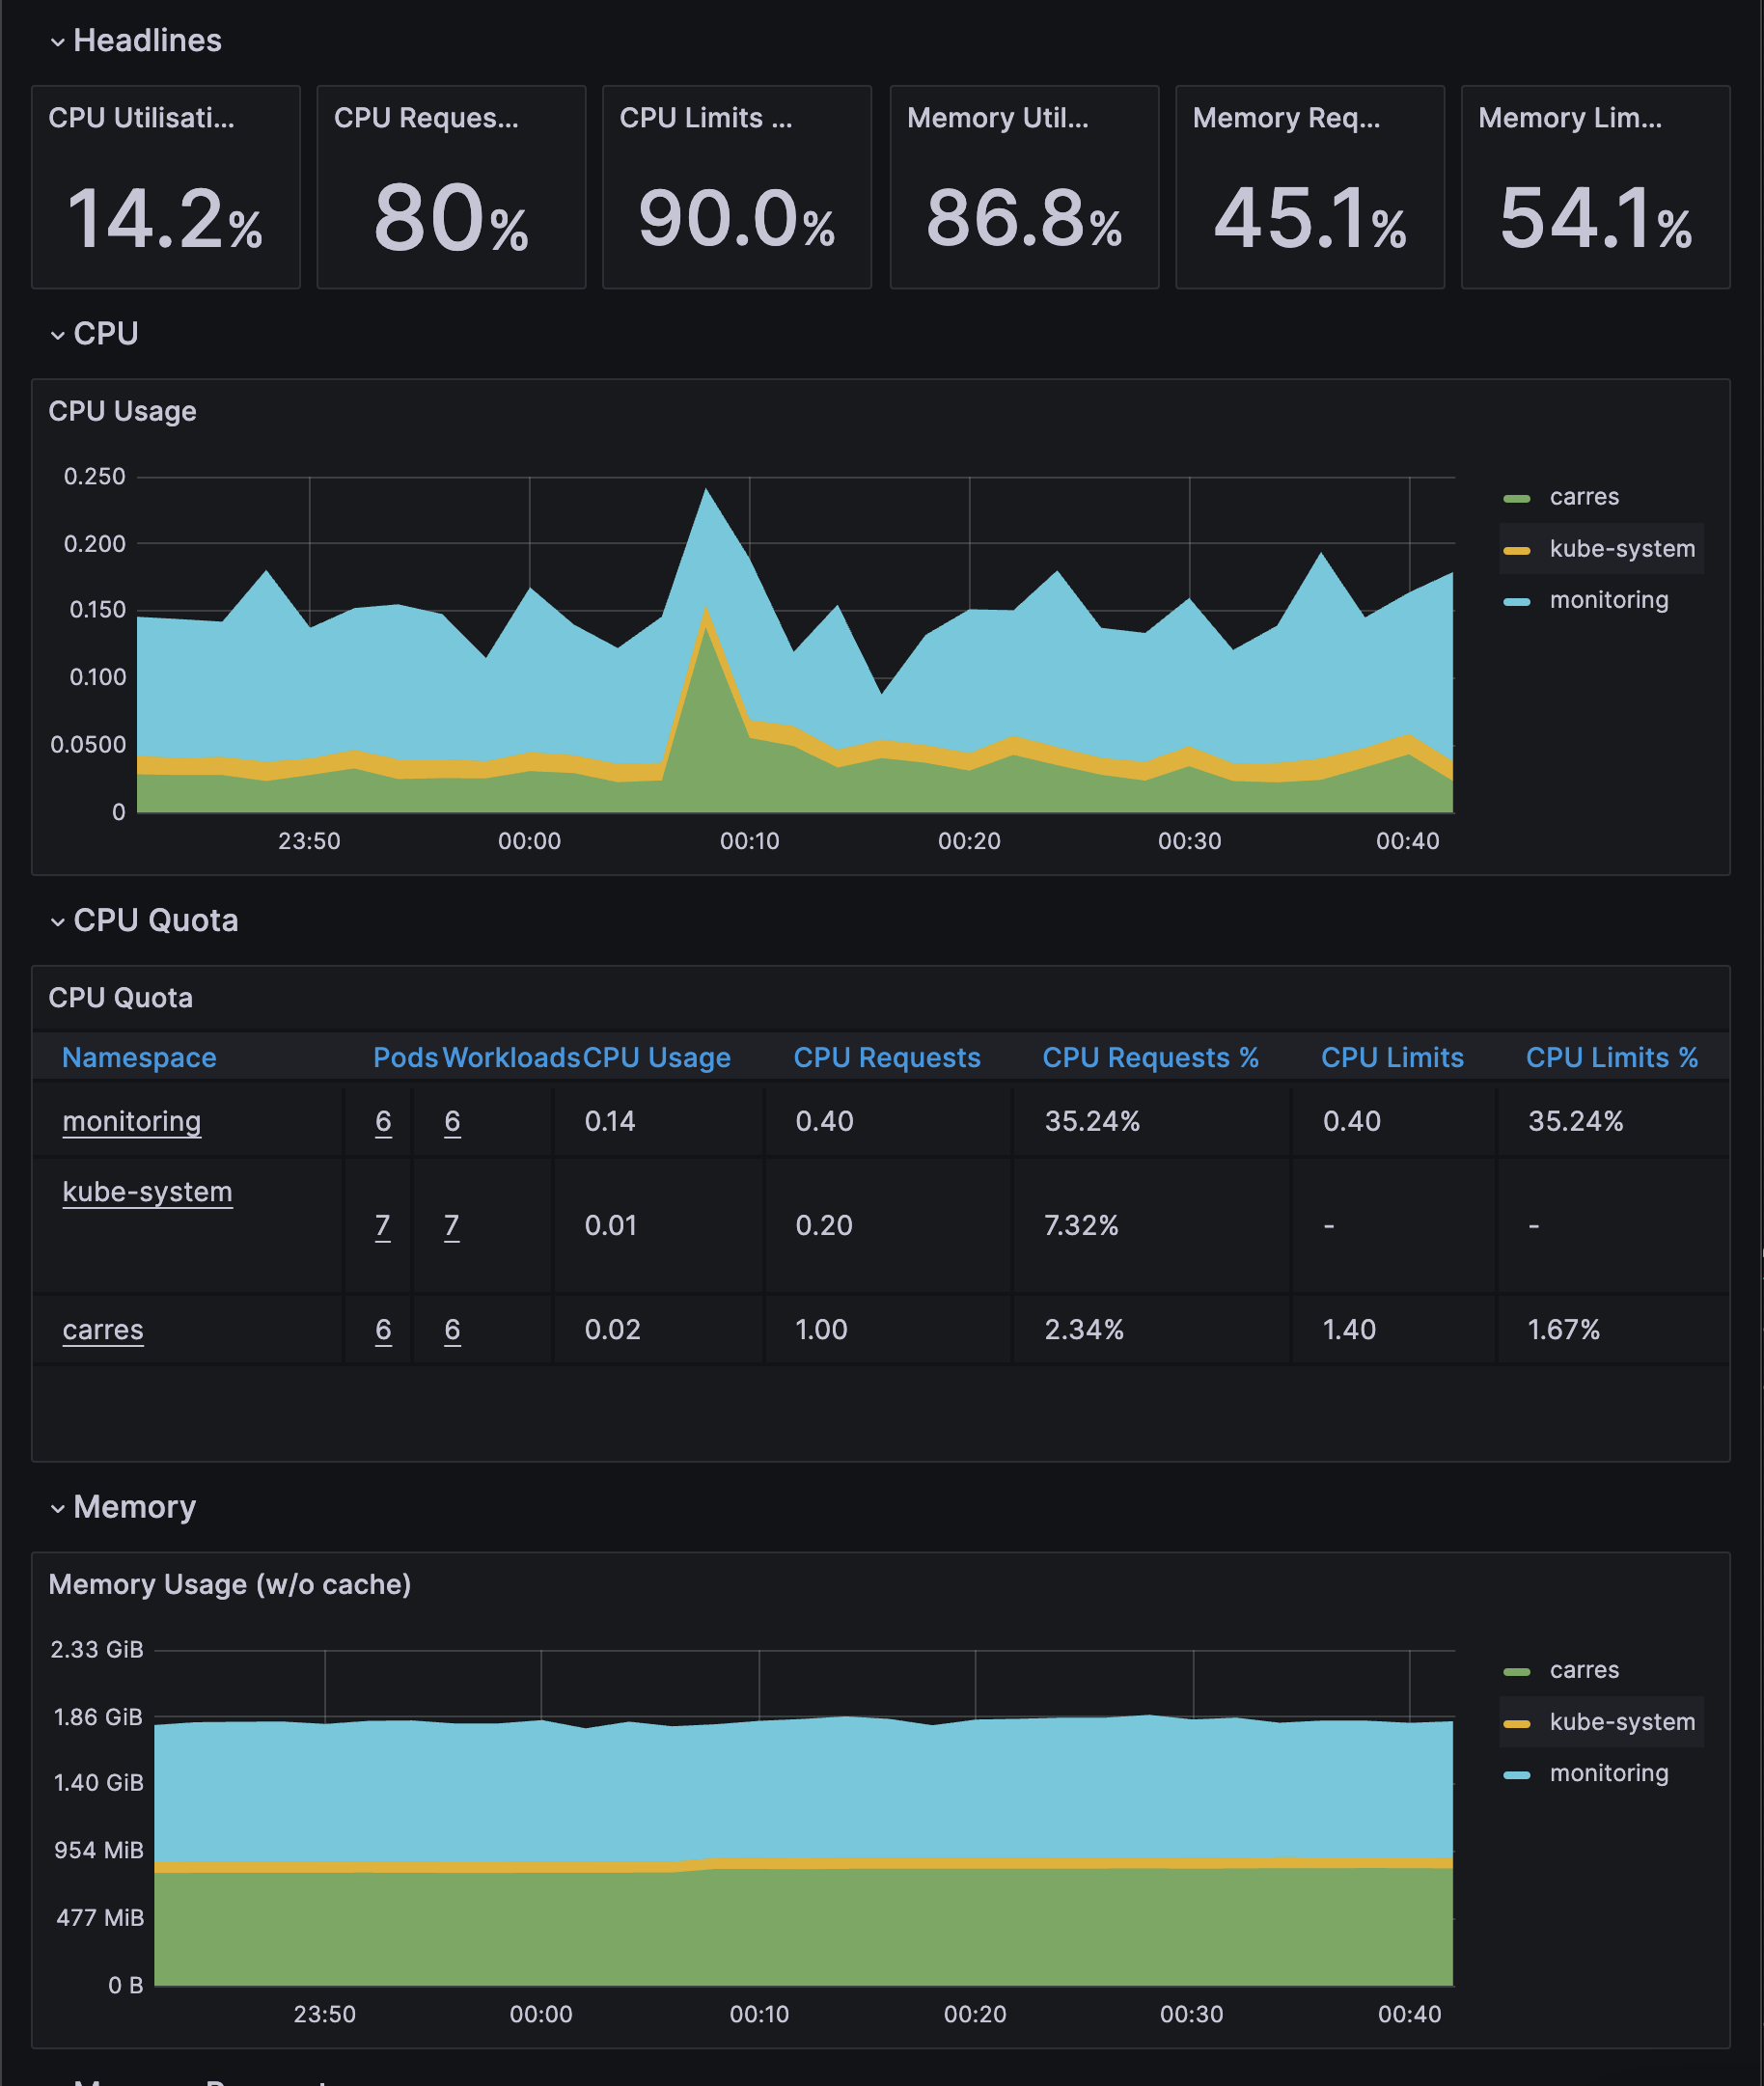 Headlines
CPU Utilisati... CPU Reques... CPU Limits ... Memory Util... Memory Req... Memory Lim...
14.2% 80% 90.0% 86.8% 45.1% 54.1%
CPU
CPU Usage
0.250
0.200
0.150
0.100
0.0500
0
23:50 00:00 00:10 00:20 00:30 00:40
carres
kube-system
monitoring
CPU Quota
CPU Quota
Namespace Pods Workloads CPU Usage CPU Requests CPU Requests % CPU Limits CPU Limits %
monitoring 6 6 0.14 0.40 35.24% 0.40 35.24%
kube-system 7 7 0.01 0.20 7.32% - -
carres 6 6 0.02 1.00 2.34% 1.40 1.67%
Memory
Memory Usage (w/o cache)
2.33 GiB
1.86 GiB
1.40 GiB
954 MiB
477 MiB
0 B
23:50 00:00 00:10 00:20 00:30 00:40
carres
kube-system
monitoring